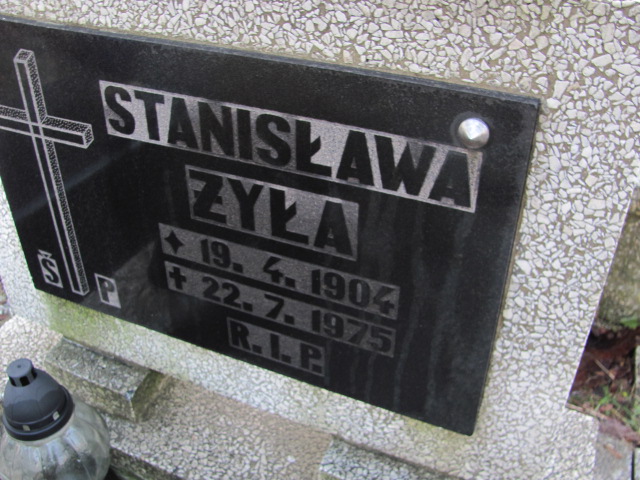 STANISŁAWA
ŻYŁA
19. 4. 1904
22. 7. 1975
R. I. P.
Ś P